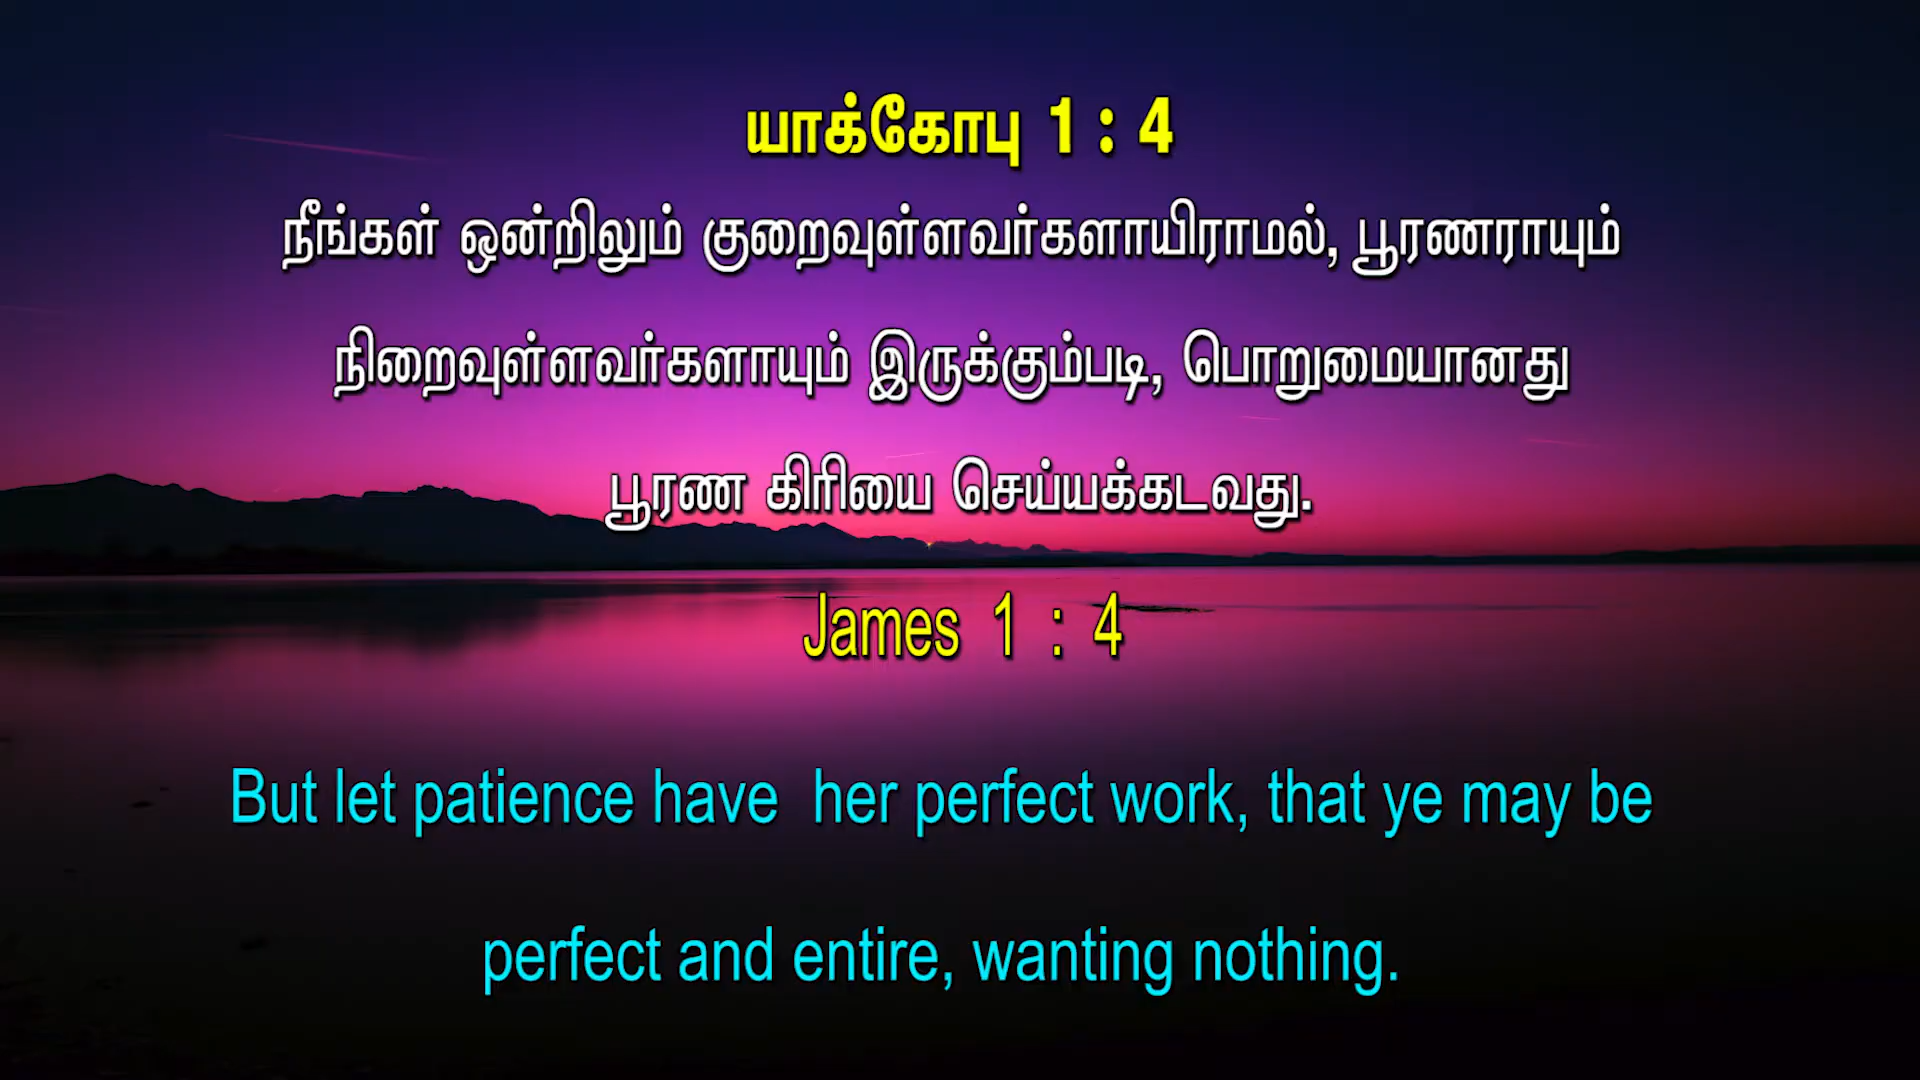 யாக்கோபு 1 : 4
நீங்கள் ஒன்றிலும் குறைவுள்ளவர்களாயிராமல், பூரணராயும்
நிறைவுள்ளவர்களாயும் இருக்கும்படி, பொறுமையானது
பூரண கிரியை செய்யக்கடவது.
James 1 : 4
But let patience have her perfect work, that ye may be
perfect and entire, wanting nothing.